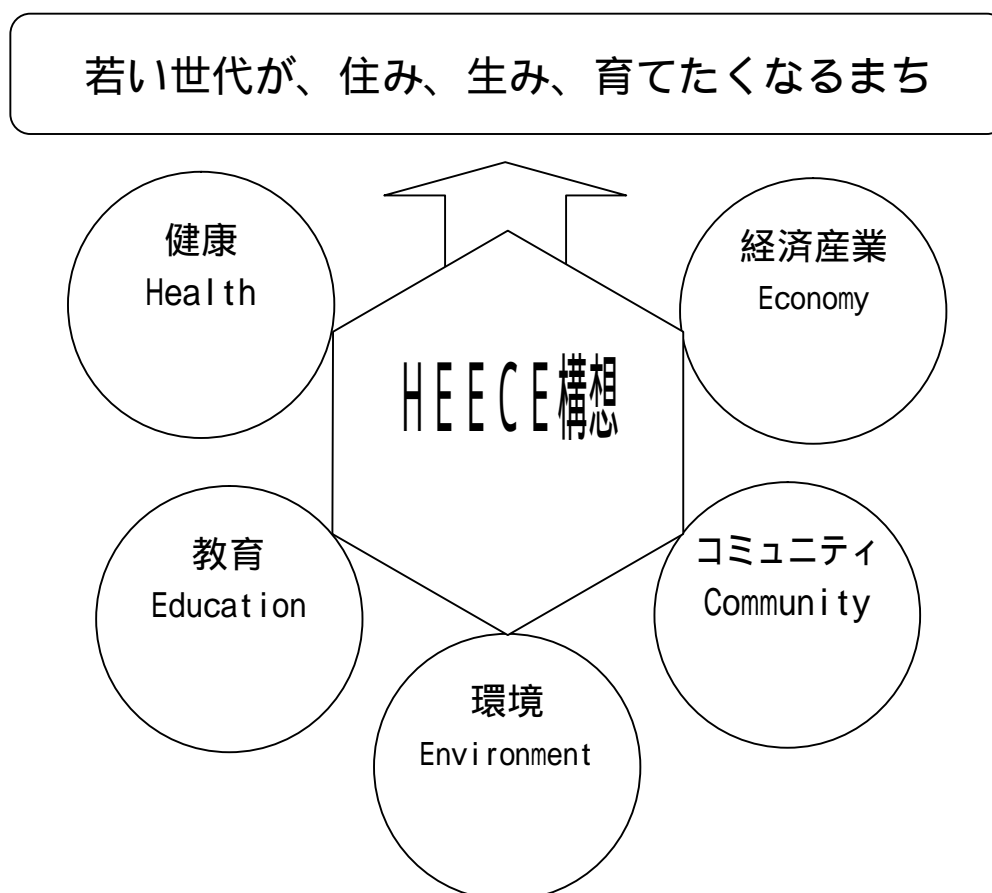 若い世代が、住み、生み、育てたくなるまち
健康
Health
経済産業
Economy
ＨＥＥＣＥ構想
教育
Education
コミュニティ
Community
環境
Environment